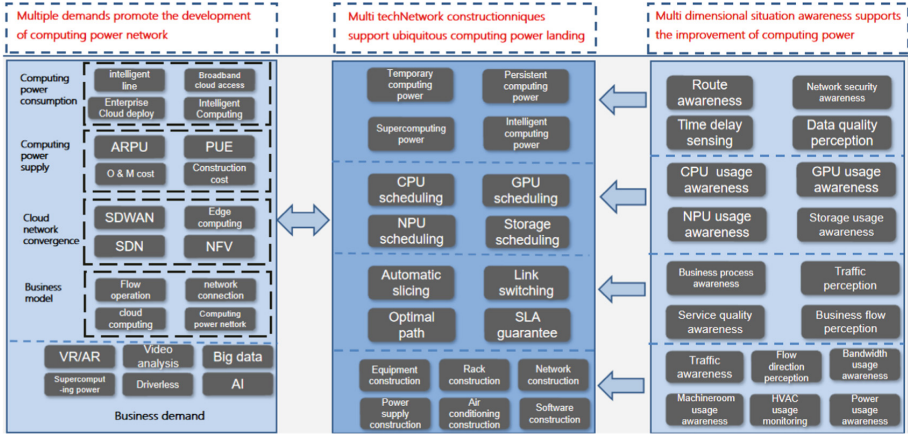 Multiple demands promote the development
of computing power network
Multi techNetwork constructionniques
support ubiquitous computing power landing
Multi dimensional situation awareness supports
the improvement of computing power
Computing
power
consumption
intelligent
line
Broadband
cloud access
Enterprise
Cloud deploy
Intelligent
Computing
Computing
power
supply
ARPU
PUE
O & M cost
Construction
cost
Cloud
network
convergence
SDWAN
Edge
computing
SDN
NFV
Business
model
Flow
operation
network
connection
cloud
computing
Computing
power nettork
VR/AR
Video
analysis
Big data
Supercomput
-ing power
Driverless
AI
Business demand
Temporary
computing
power
Persistent
computing
power
Supercomputing
power
Intelligent
computing
power
CPU
scheduling
GPU
scheduling
NPU
scheduling
Storage
scheduling
Automatic
slicing
Link
switching
Optimal
path
SLA
guarantee
Equipment
construction
Rack
construction
Network
construction
Power
supply
construction
Air
conditioning
construction
Software
construction
Route
awareness
Network security
awareness
Time delay
sensing
Data quality
perception
CPU usage
awareness
GPU usage
awareness
NPU usage
awareness
Storage usage
awareness
Business process
awareness
Traffic
perception
Service quality
awareness
Business flow
perception
Traffic
awareness
Flow
direction
perception
Bandwidth
usage
awareness
Machineroom
usage
awareness
HVAC
usage
monitoring
Power
usage
awareness